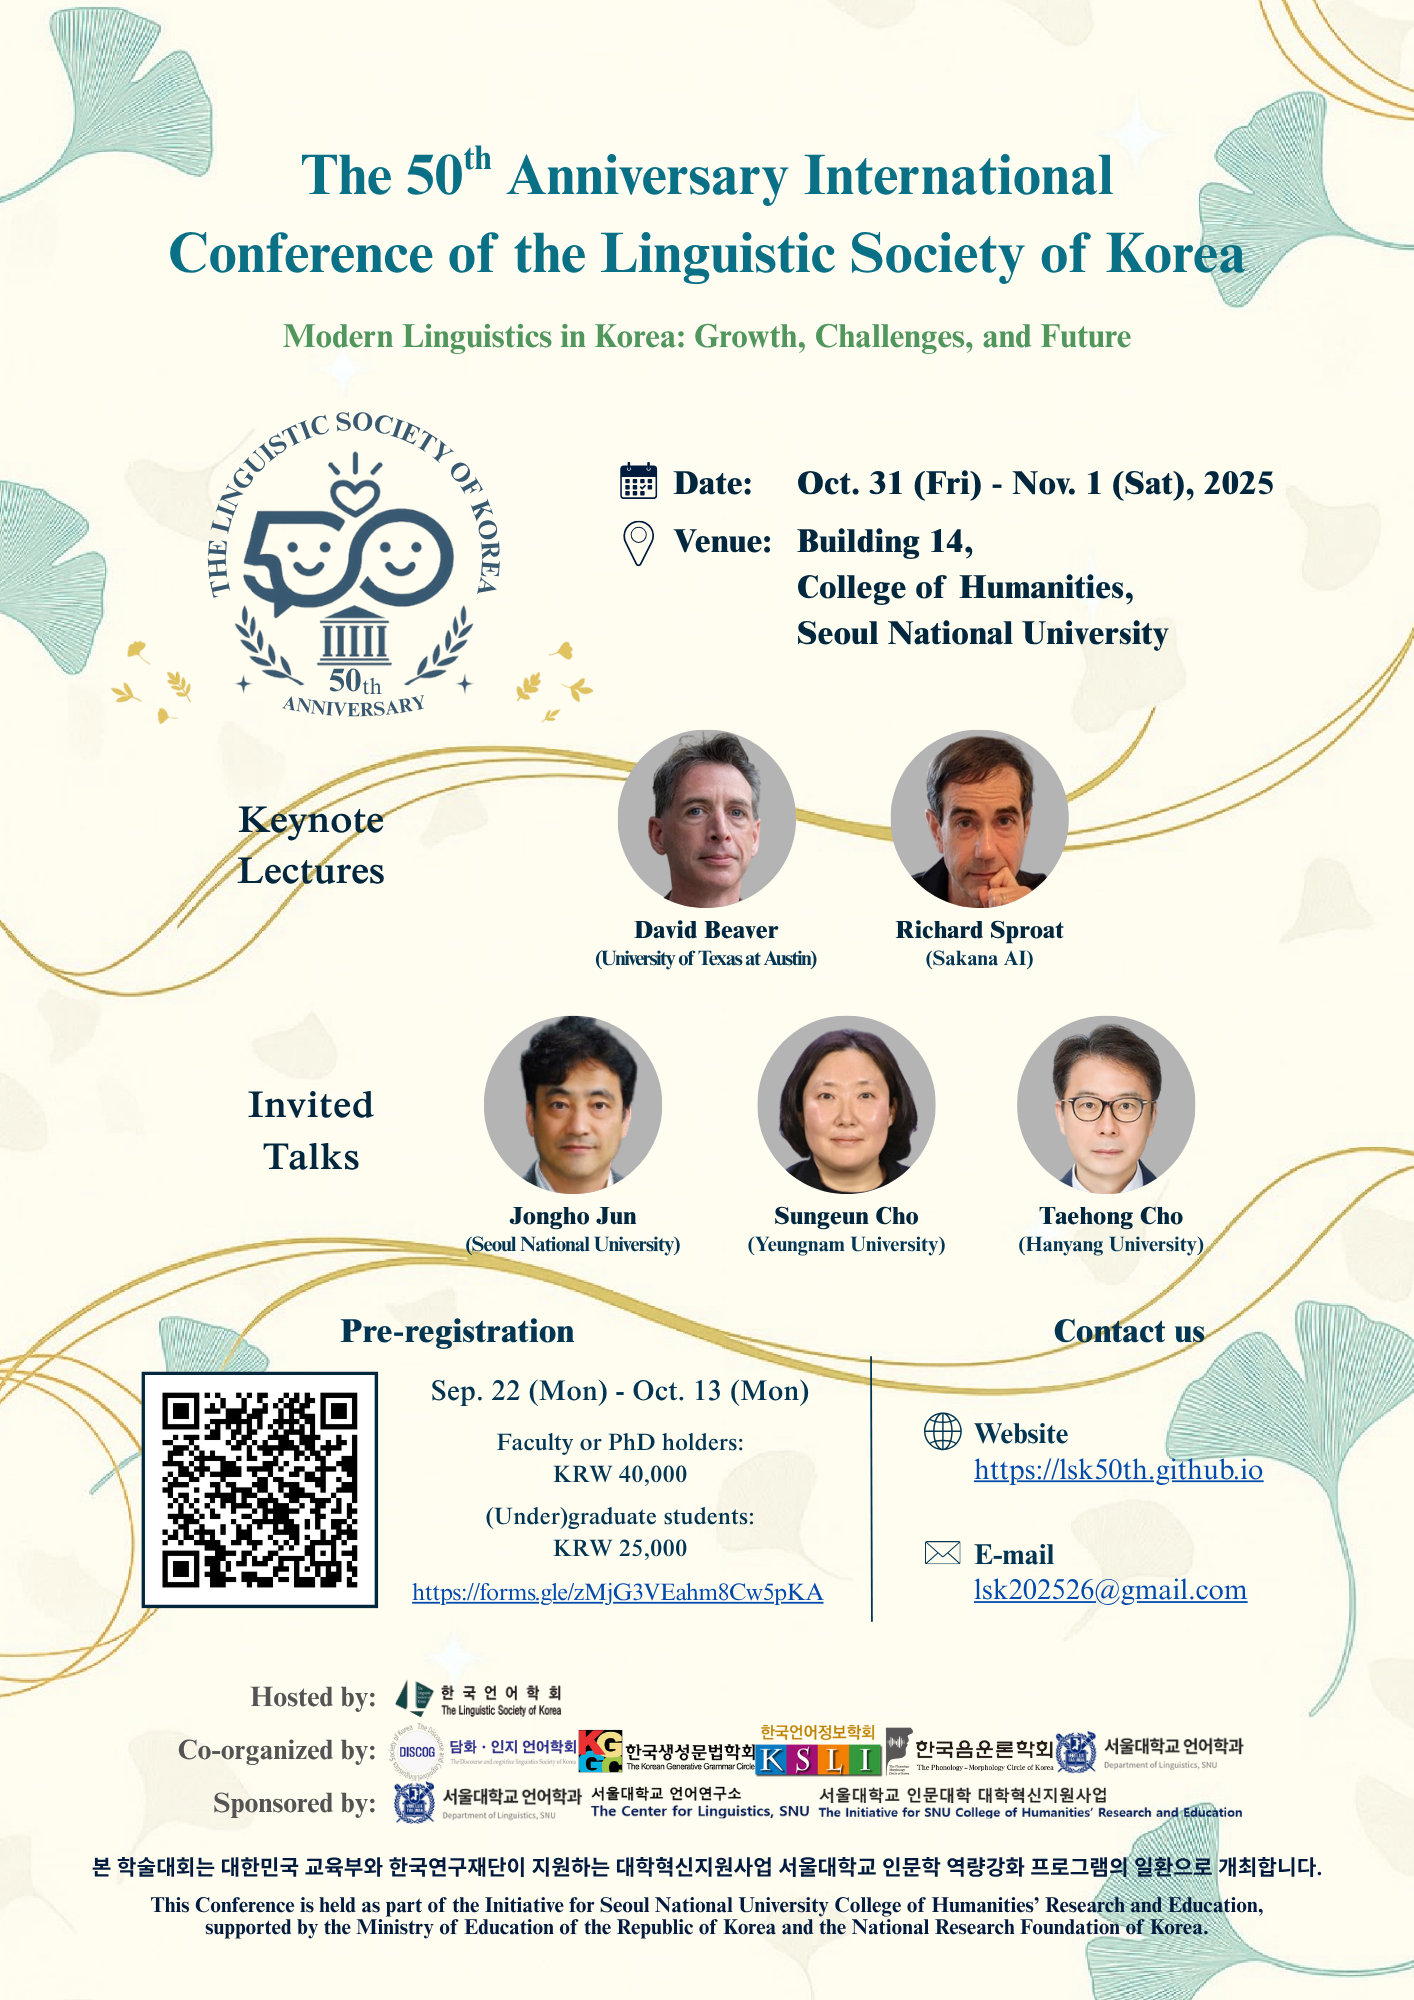 The 50th Anniversary International
Conference of the Linguistic Society of Korea
Modern Linguistics in Korea: Growth, Challenges, and Future
THE LINGUISTIC SOCIETY OF KOREA
50th
ANNIVERSARY
Date: Oct. 31 (Fri) - Nov. 1 (Sat), 2025
Venue: Building 14,
College of Humanities,
Seoul National University
Keynote
Lectures
David Beaver
(University of Texas at Austin)
Richard Sproat
(Sakana AI)
Invited
Talks
Jongho Jun
(Seoul National University)
Sungeun Cho
(Yeungnam University)
Taehong Cho
(Hanyang University)
Pre-registration
Sep. 22 (Mon) - Oct. 13 (Mon)
Faculty or PhD holders:
KRW 40,000
(Under)graduate students:
KRW 25,000
https://forms.gle/zMjG3VEahm8Cw5pKA
Contact us
Website
https://lsk50th.github.io
E-mail
lsk202526@gmail.com
Hosted by:
한국언어학회
The Linguistic Society of Korea
Co-organized by:
DISCOG
담화·인지 언어학회
The Discourse and Cognitive Linguistics Society of Korea
KGGC
한국생성문법학회
The Korean Generative Grammar Circle
한국언어정보학회
KSLI
한국음운론학회
The Phonology-Morphology Circle of Korea
서울대학교 언어학과
Department of Linguistics, SNU
Sponsored by:
서울대학교 언어학과
Department of Linguistics, SNU
서울대학교 언어연구소
The Center for Linguistics, SNU
서울대학교 인문대학 대학혁신지원사업
The Initiative for SNU College of Humanities' Research and Education
본 학술대회는 대한민국 교육부와 한국연구재단이 지원하는 대학혁신지원사업 서울대학교 인문학 역량강화 프로그램의 일환으로 개최합니다.
This Conference is held as part of the Initiative for Seoul National University College of Humanities' Research and Education,
supported by the Ministry of Education of the Republic of Korea and the National Research Foundation of Korea.